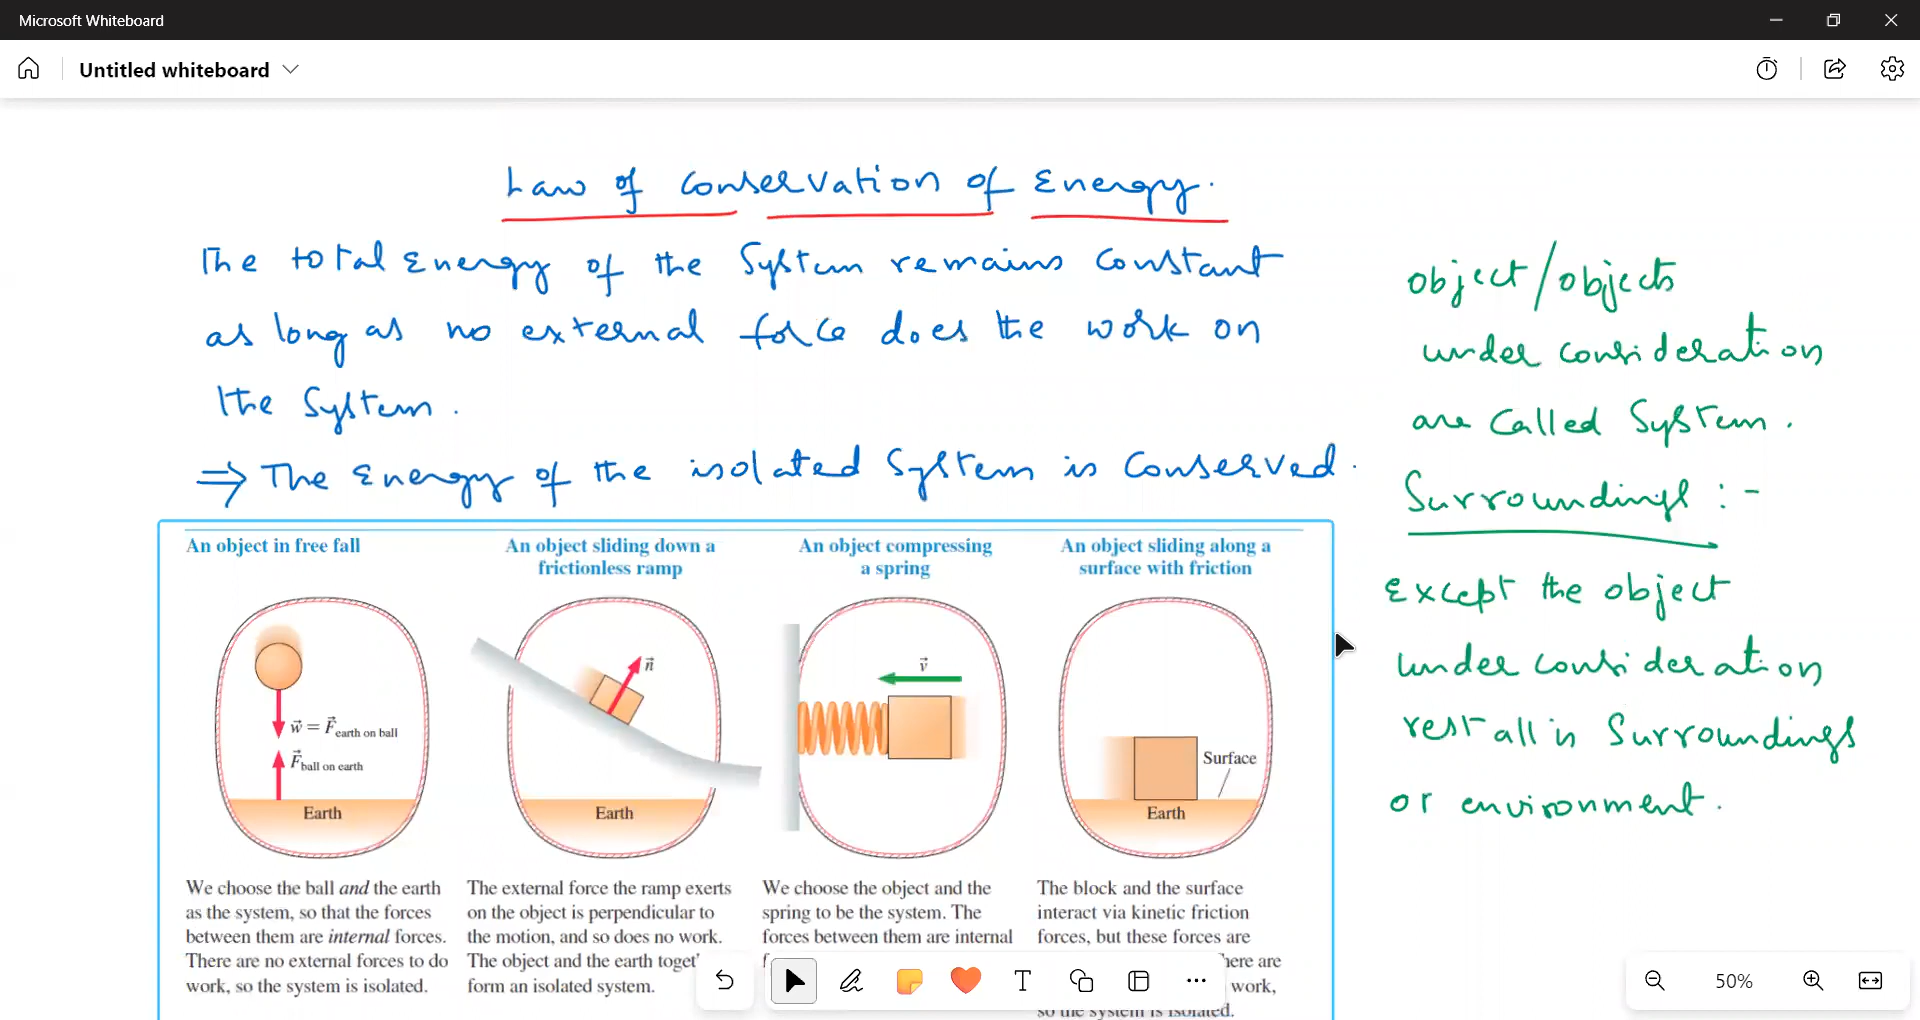 Microsoft Whiteboard
Untitled whiteboard
Law of Conservation of Energy.
The total Energy of the System remains Constant
as long as no external force does the work on
the System.
⇒ The Energy of the isolated System is Conserved.
object/objects
under consideration
are Called System.
Surroundings :-
Except the object
under consideration
rest all is Surroundings
or environment.
An object in free fall
w⃗ = F⃗ earth on ball
F⃗ ball on earth
Earth
We choose the ball and the earth
as the system, so that the forces
between them are internal forces.
There are no external forces to do
work, so the system is isolated.
An object sliding down a
frictionless ramp
n⃗
Earth
The external force the ramp exerts
on the object is perpendicular to
the motion, and so does no work.
The object and the earth toget
form an isolated system.
An object compressing
a spring
v⃗
We choose the object and the
spring to be the system. The
forces between them are internal
An object sliding along a
surface with friction
Surface
Earth
The block and the surface
interact via kinetic friction
forces, but these forces are
here are
work,
so the system is isolated.
T
50%